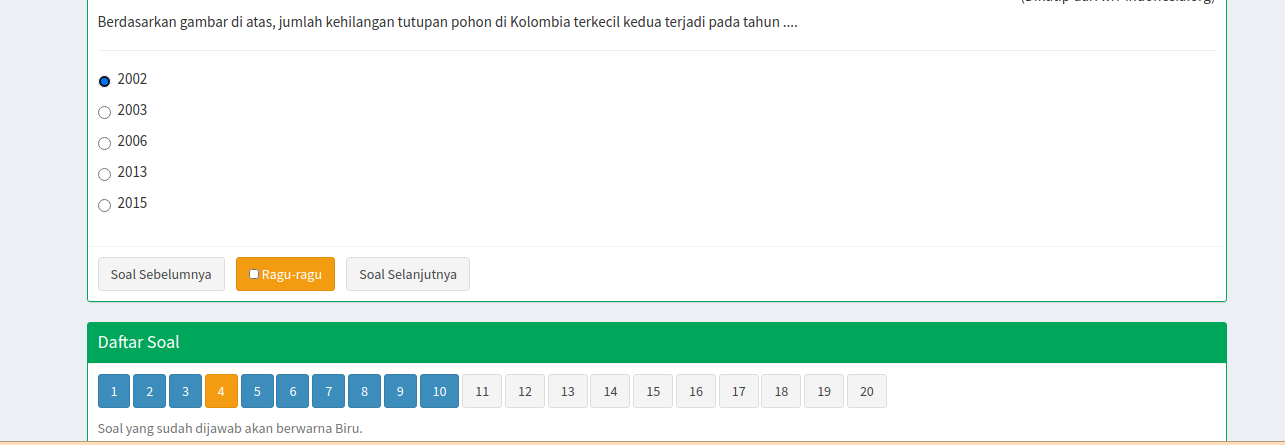 Berdasarkan gambar di atas, jumlah kehilangan tutupan pohon di Kolombia terkecil kedua terjadi pada tahun ....
2002
2003
2006
2013
2015
Soal Sebelumnya Ragu-ragu Soal Selanjutnya
Daftar Soal
1 2 3 4 5 6 7 8 9 10 11 12 13 14 15 16 17 18 19 20
Soal yang sudah dijawab akan berwarna Biru.